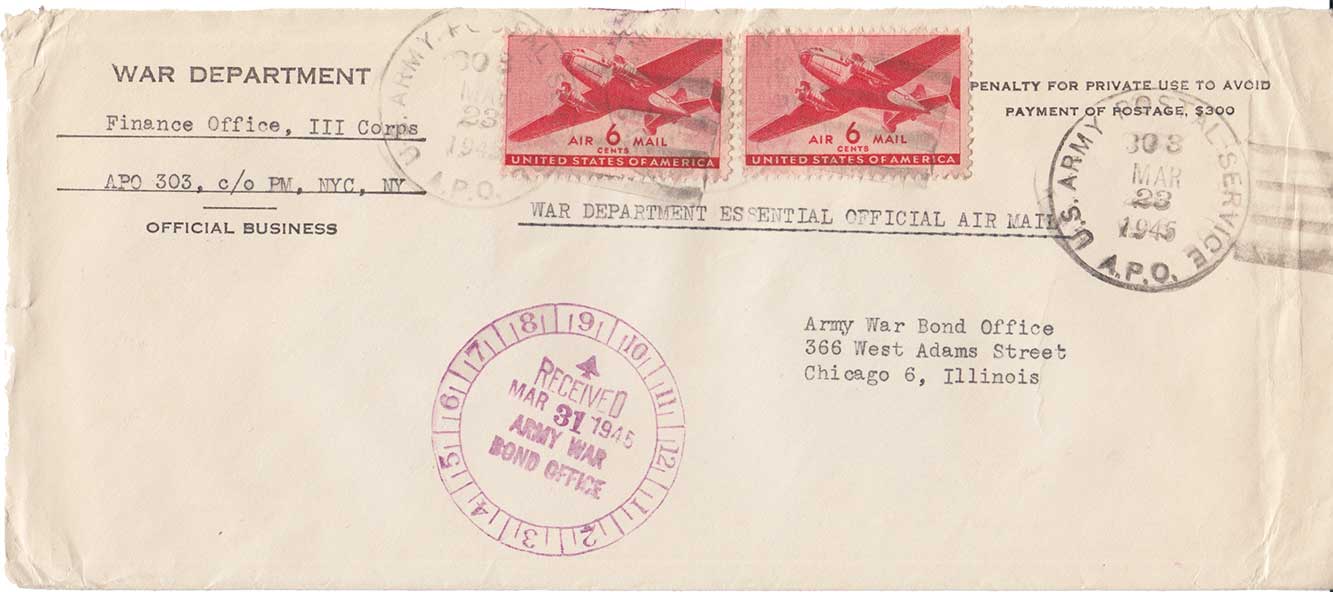 WAR DEPARTMENT
Finance Office, III Corps
APO 303, c/o PM, NYC, NY
OFFICIAL BUSINESS
U.S. ARMY POSTAL
303
23
A.P.O.
AIR 6 MAIL
CENTS
UNITED STATES OF AMERICA
AIR 6 MAIL
CENTS
UNITED STATES OF AMERICA
PENALTY FOR PRIVATE USE TO AVOID
PAYMENT OF POSTAGE, $300
U.S. ARMY POSTAL SERVICE
303
MAR
23
1945
A.P.O.
WAR DEPARTMENT ESSENTIAL OFFICIAL AIR MAIL
Army War Bond Office
366 West Adams Street
Chicago 6, Illinois
1 2 3 4 5 6 7 8 9 10 11 12
RECEIVED
MAR 31 1945
ARMY WAR
BOND OFFICE